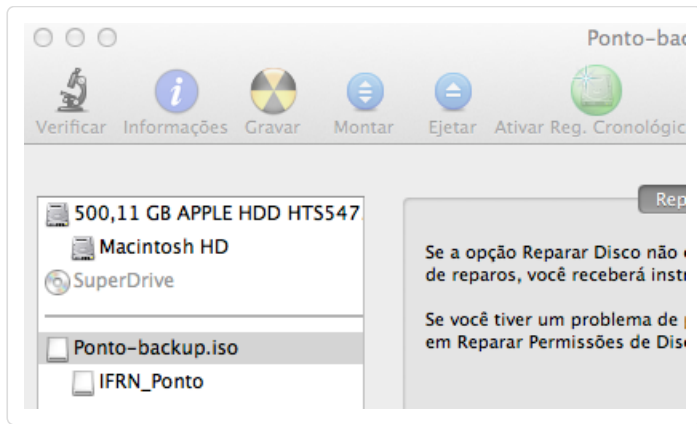 Ponto-bac
Verificar Informações Gravar Montar Ejetar Ativar Reg. Cronológic
500,11 GB APPLE HDD HTS547
Macintosh HD
SuperDrive
Ponto-backup.iso
IFRN_Ponto
Rep
Se a opção Reparar Disco não
de reparos, você receberá inst
Se você tiver um problema de
em Reparar Permissões de Disc